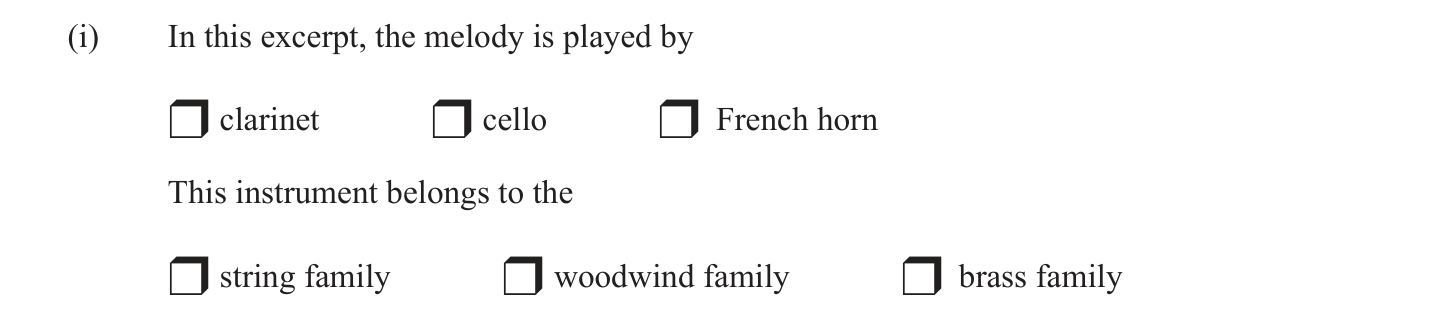 (i) In this excerpt, the melody is played by
clarinet cello French horn
This instrument belongs to the
string family woodwind family brass family